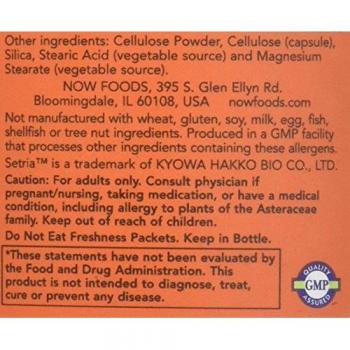 Other ingredients: Cellulose Powder, Cellulose (capsule),
Silica, Stearic Acid (vegetable source) and Magnesium
Stearate (vegetable source).
NOW FOODS, 395 S. Glen Ellyn Rd.
Bloomingdale, IL 60108, USA nowfoods.com
Not manufactured with wheat, gluten, soy, milk, egg, fish,
shellfish or tree nut ingredients. Produced in a GMP facility
that processes other ingredients containing these allergens.
Setria™ is a trademark of KYOWA HAKKO BIO CO., LTD.
Caution: For adults only. Consult physician if
pregnant/nursing, taking medication, or have a medical
condition, including allergy to plants of the Asteraceae
family. Keep out of reach of children.
Do Not Eat Freshness Packets. Keep in Bottle.
*These statements have not been evaluated by
the Food and Drug Administration. This
product is not intended to diagnose, treat,
cure or prevent any disease.
QUALITY
GMP
ASSURED